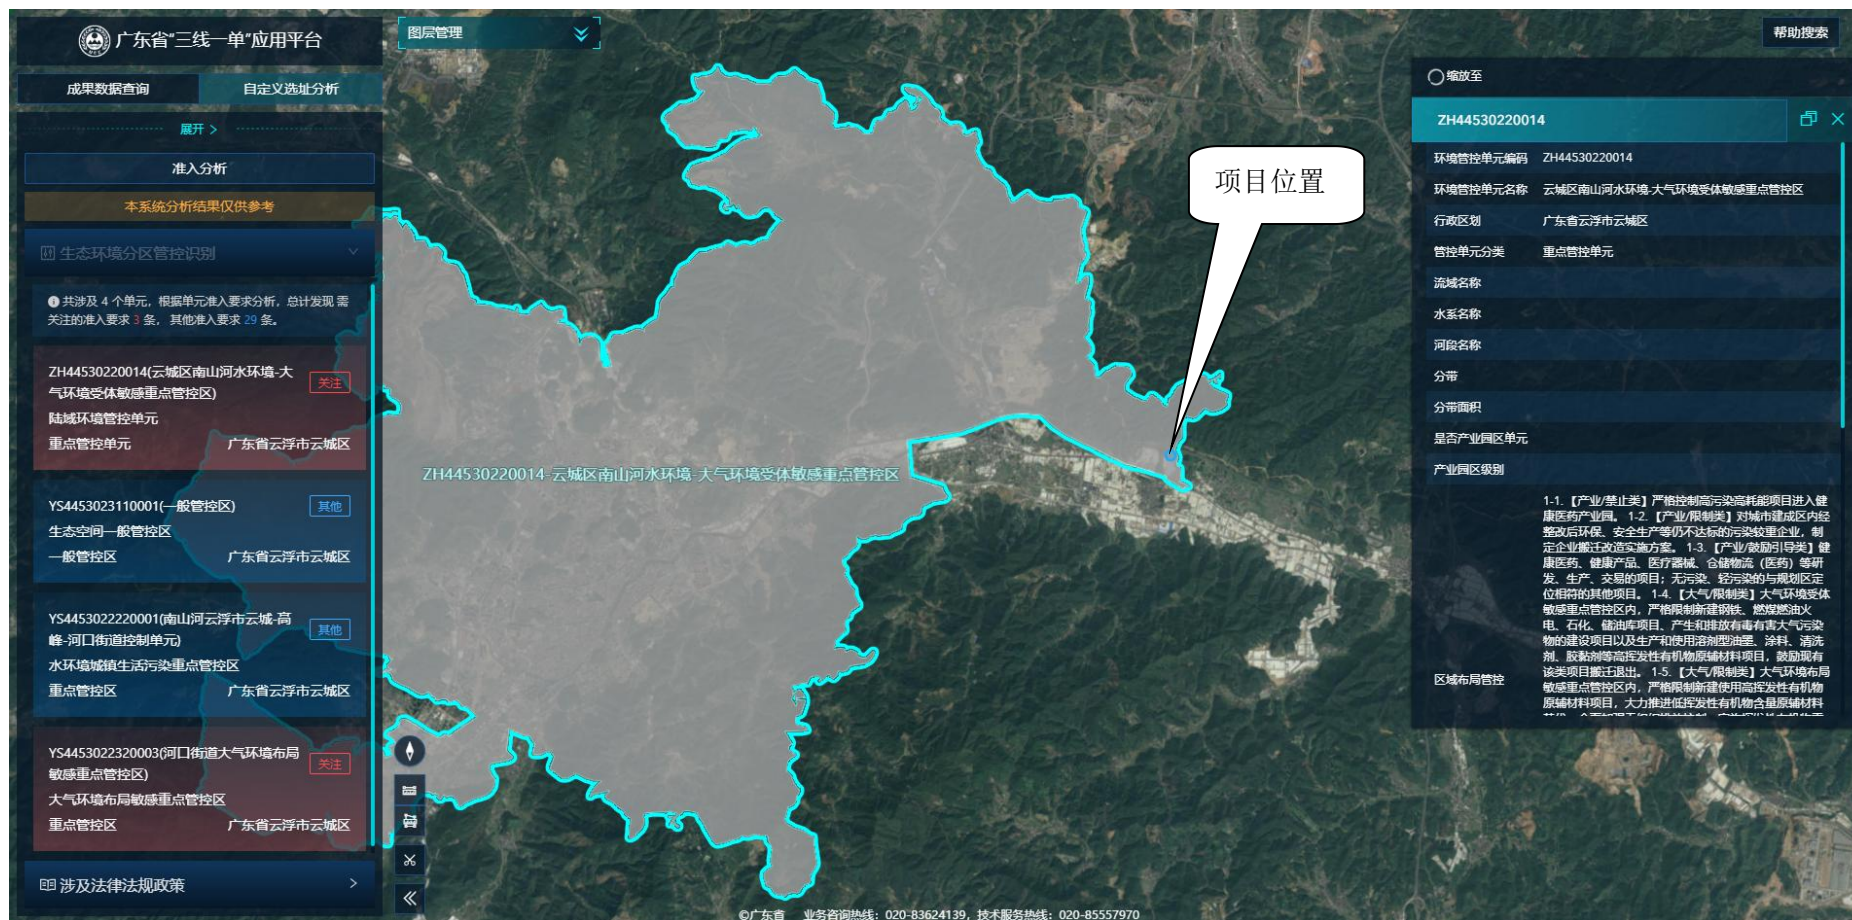 广东省“三线一单”应用平台
成果数据查询
自定义选址分析
展开 >
准入分析
本系统分析结果仅供参考
生态环境分区管控识别
共涉及 4 个单元，根据单元准入要求分析，总计发现 需
关注的准入要求 3 条， 其他准入要求 29 条。
ZH44530220014(云城区南山河水环境-大
气环境受体敏感重点管控区)
关注
陆域环境管控单元
重点管控单元 广东省云浮市云城区
YS4453023110001(一般管控区)
其他
生态空间一般管控区
一般管控区 广东省云浮市云城区
YS4453022220001(南山河云浮市云城-高
峰-河口街道控制单元)
其他
水环境城镇生活污染重点管控区
重点管控区 广东省云浮市云城区
YS4453022320003(河口街道大气环境布局
敏感重点管控区)
关注
大气环境布局敏感重点管控区
重点管控区 广东省云浮市云城区
涉及法律法规政策
图层管理
项目位置
ZH44530220014-云城区南山河水环境-大气环境受体敏感重点管控区
帮助搜索
缩放至
ZH44530220014
环境管控单元编码 ZH44530220014
环境管控单元名称 云城区南山河水环境-大气环境受体敏感重点管控区
行政区划 广东省云浮市云城区
管控单元分类 重点管控单元
流域名称
水系名称
河段名称
分带
分带面积
是否产业园区单元
产业园区级别
区域布局管控
1-1.【产业/禁止类】严格控制高污染高耗能项目进入健
康医药产业园。 1-2.【产业/限制类】对城市建成区内经
整改后环保、安全生产等仍不达标的污染较重企业，制
定企业搬迁改造实施方案。 1-3.【产业/鼓励引导类】健
康医药、健康产品、医疗器械、仓储物流（医药）等研
发、生产、交易的项目；无污染、轻污染的与规划区定
位相符的其他项目。 1-4.【大气/限制类】大气环境受体
敏感重点管控区内，严格限制新建钢铁、燃煤燃油火
电、石化、储油库项目、产生和排放有毒有害大气污染
物的建设项目以及生产和使用溶剂型油墨、涂料、清洗
剂、胶黏剂等高挥发性有机物原辅材料项目，鼓励现有
该类项目搬迁退出。 1-5.【大气/限制类】大气环境布局
敏感重点管控区内，严格限制新建使用高挥发性有机物
原辅材料项目，大力推进低挥发性有机物含量原辅材料
©广东省 业务咨询热线：020-83624139，技术服务热线：020-85557970